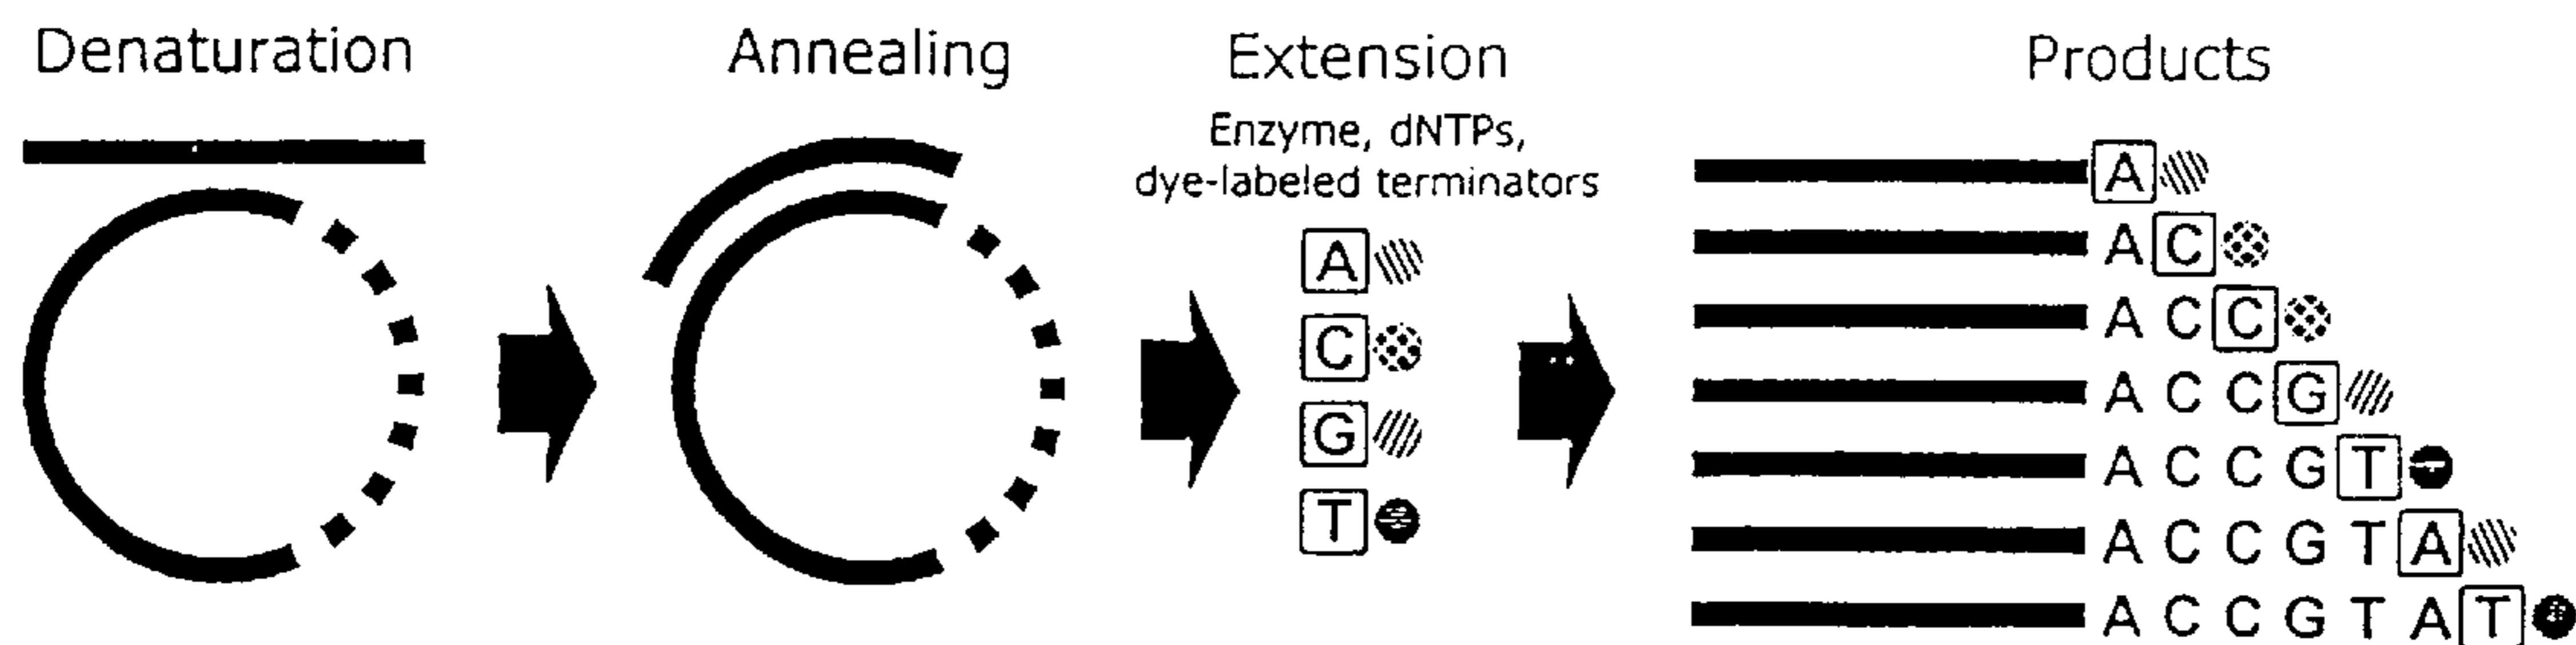 Denaturation
Annealing
Extension
Enzyme, dNTPs,
dye-labeled terminators
A
C
G
T
Products
A
A C
A C C
A C C G
A C C G T
A C C G T A
A C C G T A T